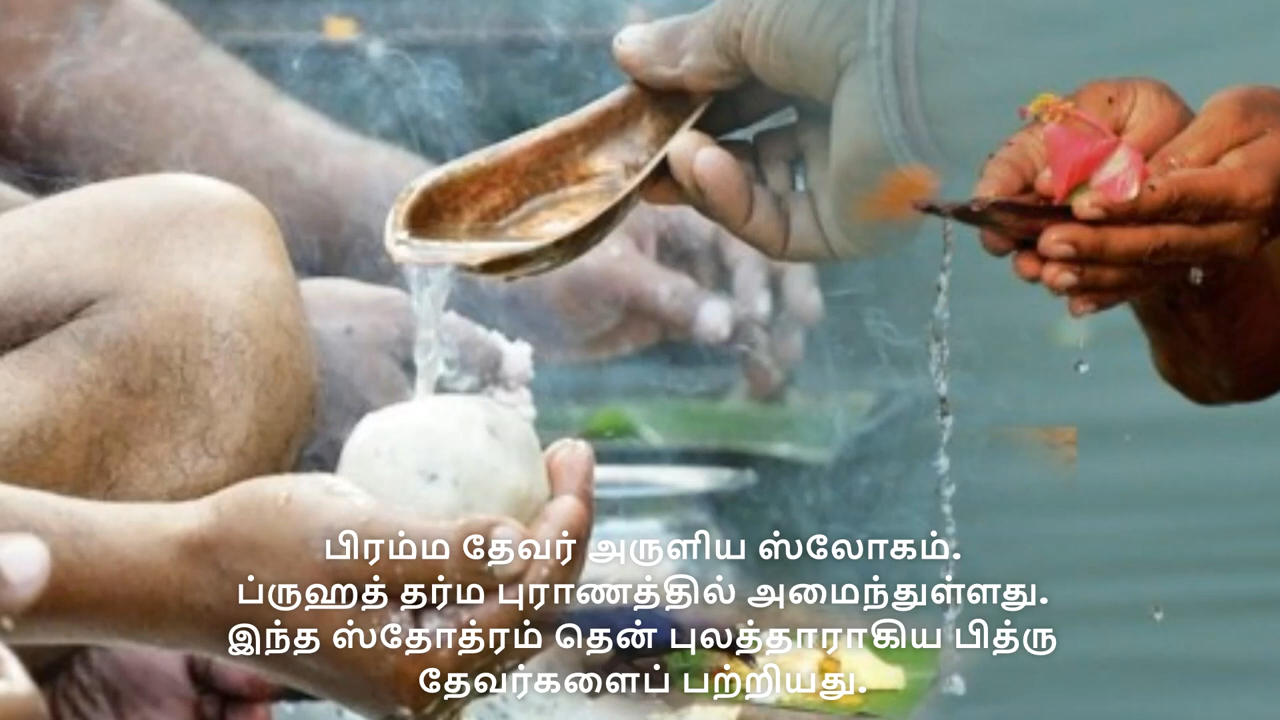 பிரம்ம தேவர் அருளிய ஸ்லோகம்.
ப்ருஹத் தர்ம புராணத்தில் அமைந்துள்ளது.
இந்த ஸ்தோத்ரம் தென் புலத்தாராகிய பித்ரு
தேவர்களைப் பற்றியது.